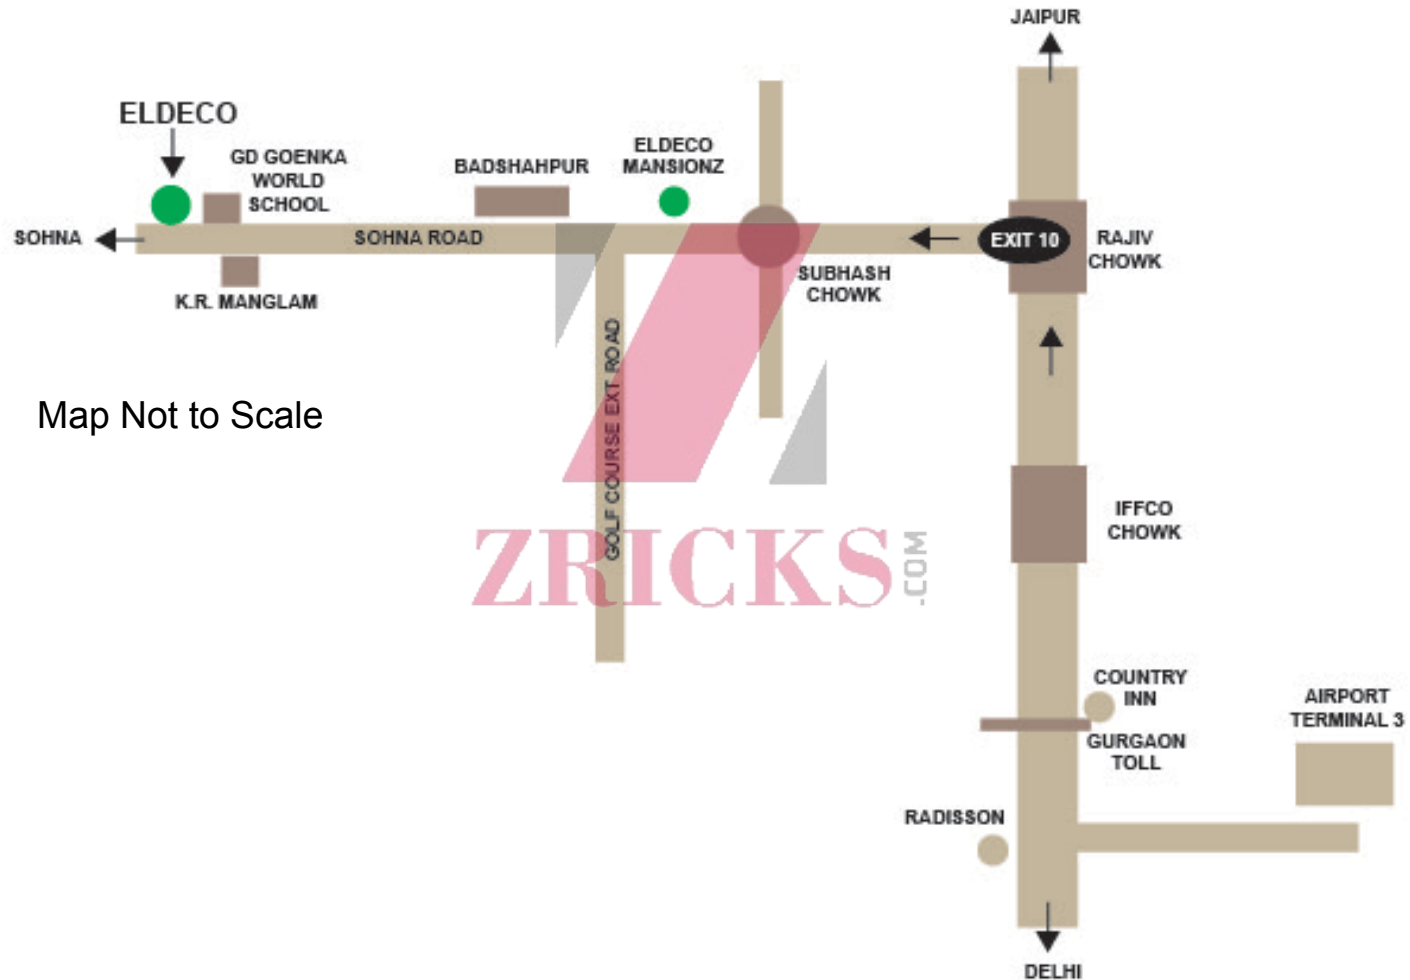 JAIPUR
ELDECO
GD GOENKA
WORLD
SCHOOL
BADSHAHPUR
ELDECO
MANSIONZ
SOHNA
SOHNA ROAD
EXIT 10
RAJIV
CHOWK
SUBHASH
CHOWK
K.R. MANGLAM
GOLF COURSE EXT ROAD
Map Not to Scale
IFFCO
CHOWK
ZRICKS
.COM
COUNTRY
INN
AIRPORT
TERMINAL 3
GURGAON
TOLL
RADISSON
DELHI